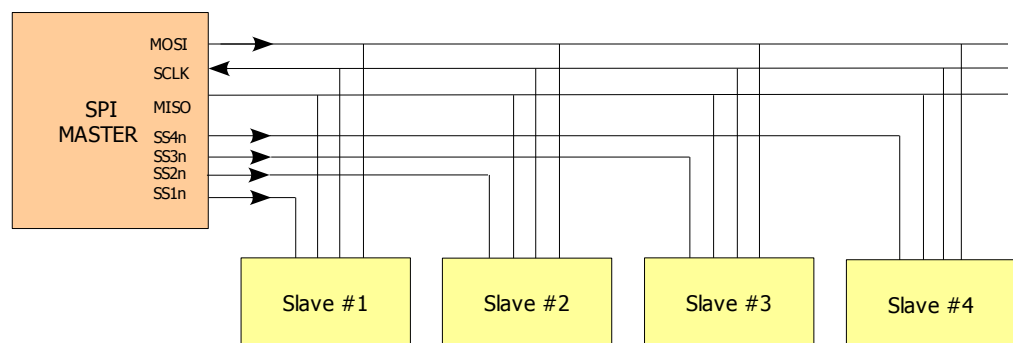 MOSI
SCLK
MISO
SPI
MASTER
SS4n
SS3n
SS2n
SS1n
Slave #1
Slave #2
Slave #3
Slave #4